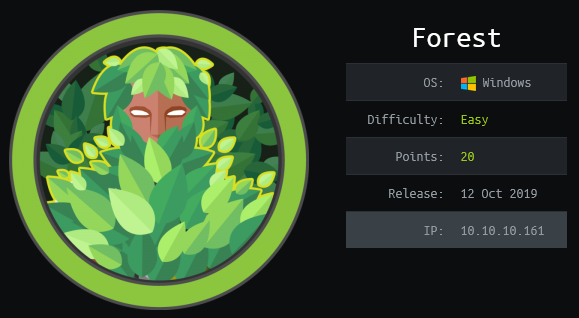 Forest
OS: Windows
Difficulty: Easy
Points: 20
Release: 12 Oct 2019
IP: 10.10.10.161